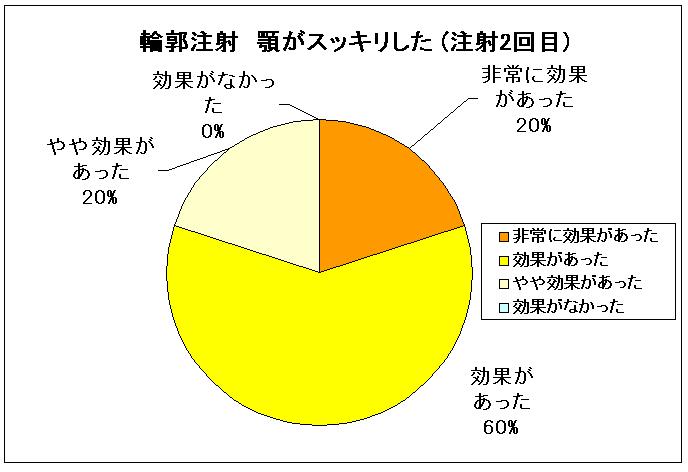 輪郭注射　顎がスッキリした（注射2回目）
効果がなかっ
た
0%
非常に効果
があった
20%
やや効果が
あった
20%
非常に効果があった
効果があった
やや効果があった
効果がなかった
効果が
あった
60%